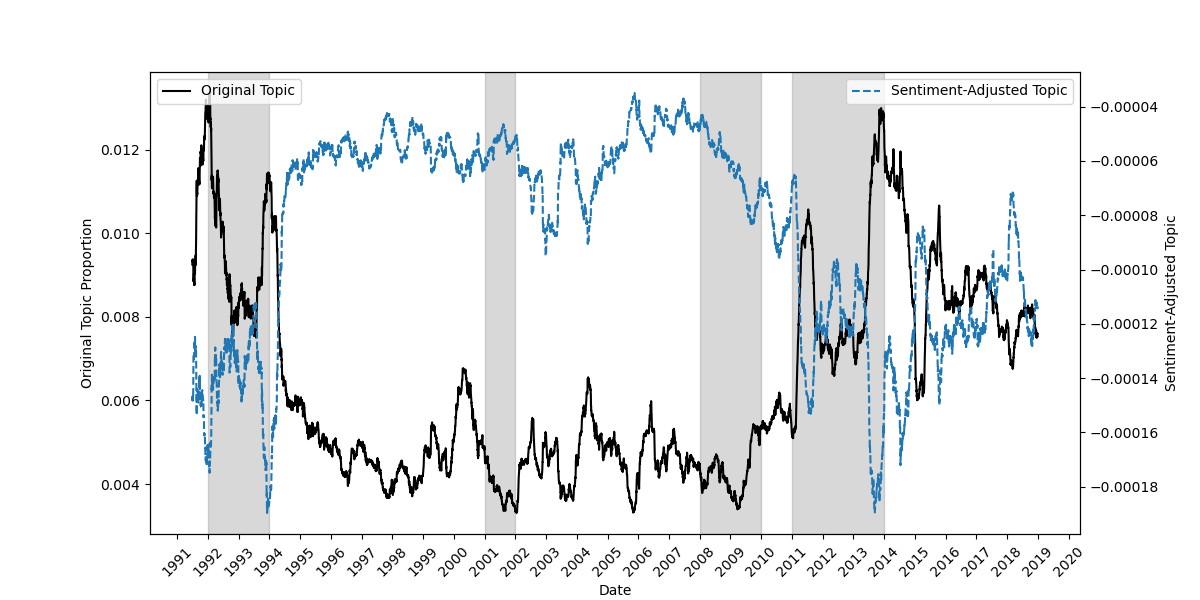 Original Topic
Sentiment-Adjusted Topic
Original Topic Proportion
0.012
0.010
0.008
0.006
0.004
−0.00004
−0.00006
−0.00008
−0.00010
−0.00012
−0.00014
−0.00016
−0.00018
Sentiment-Adjusted Topic
1991 1992 1993 1994 1995 1996 1997 1998 1999 2000 2001 2002 2003 2004 2005 2006 2007 2008 2009 2010 2011 2012 2013 2014 2015 2016 2017 2018 2019 2020
Date